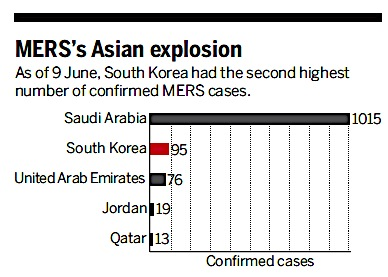 MERS's Asian explosion
As of 9 June, South Korea had the second highest
number of confirmed MERS cases.
Saudi Arabia 1015
South Korea 95
United Arab Emirates 76
Jordan 19
Qatar 13
Confirmed cases